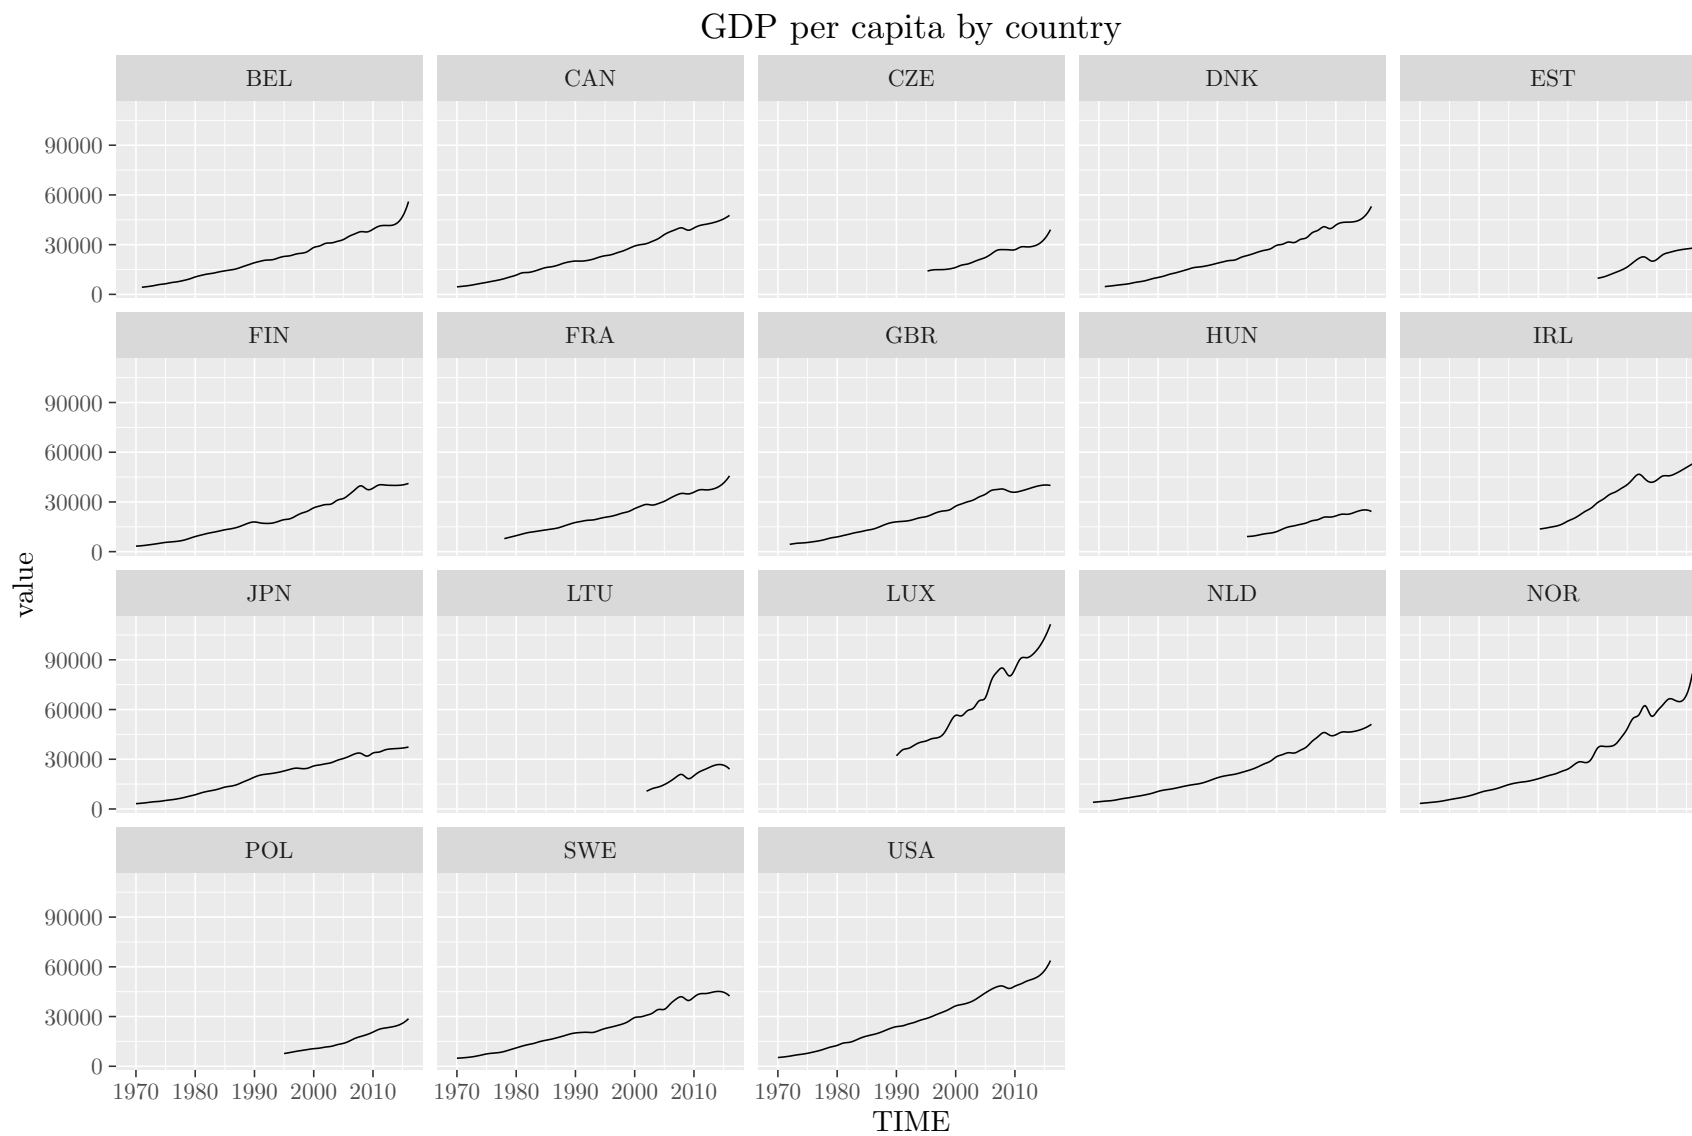 GDP per capita by country
BEL CAN CZE DNK EST
90000
60000
30000
0
FIN FRA GBR HUN IRL
90000
60000
30000
0
value
JPN LTU LUX NLD NOR
90000
60000
30000
0
POL SWE USA
90000
60000
30000
0
1970 1980 1990 2000 2010 1970 1980 1990 2000 2010 1970 1980 1990 2000 2010
TIME